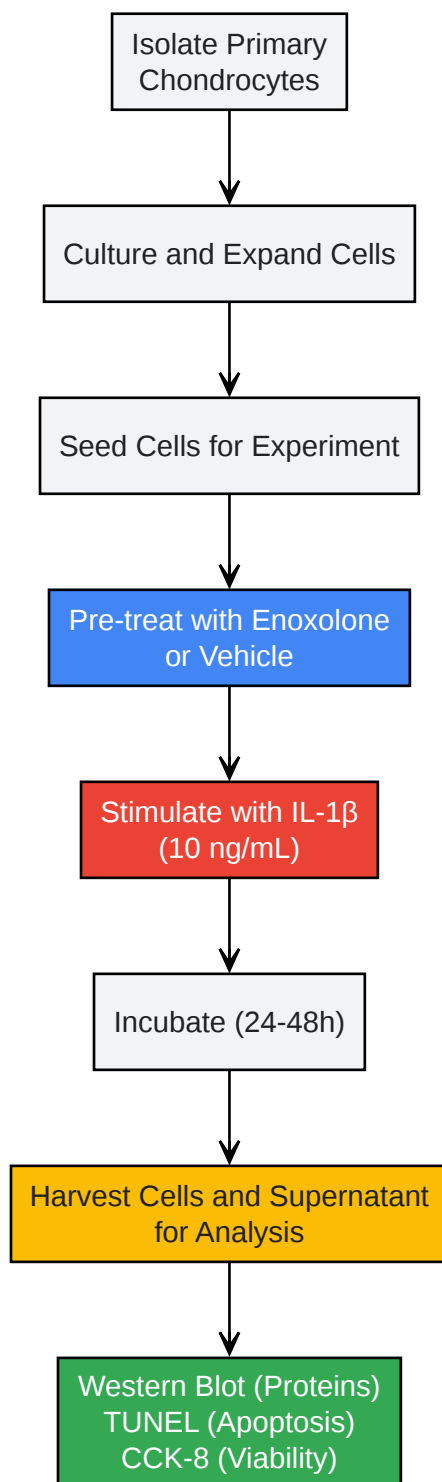 Isolate Primary
Chondrocytes
Culture and Expand Cells
Seed Cells for Experiment
Pre-treat with Enoxolone
or Vehicle
Stimulate with IL-1β
(10 ng/mL)
Incubate (24-48h)
Harvest Cells and Supernatant
for Analysis
Western Blot (Proteins)
TUNEL (Apoptosis)
CCK-8 (Viability)